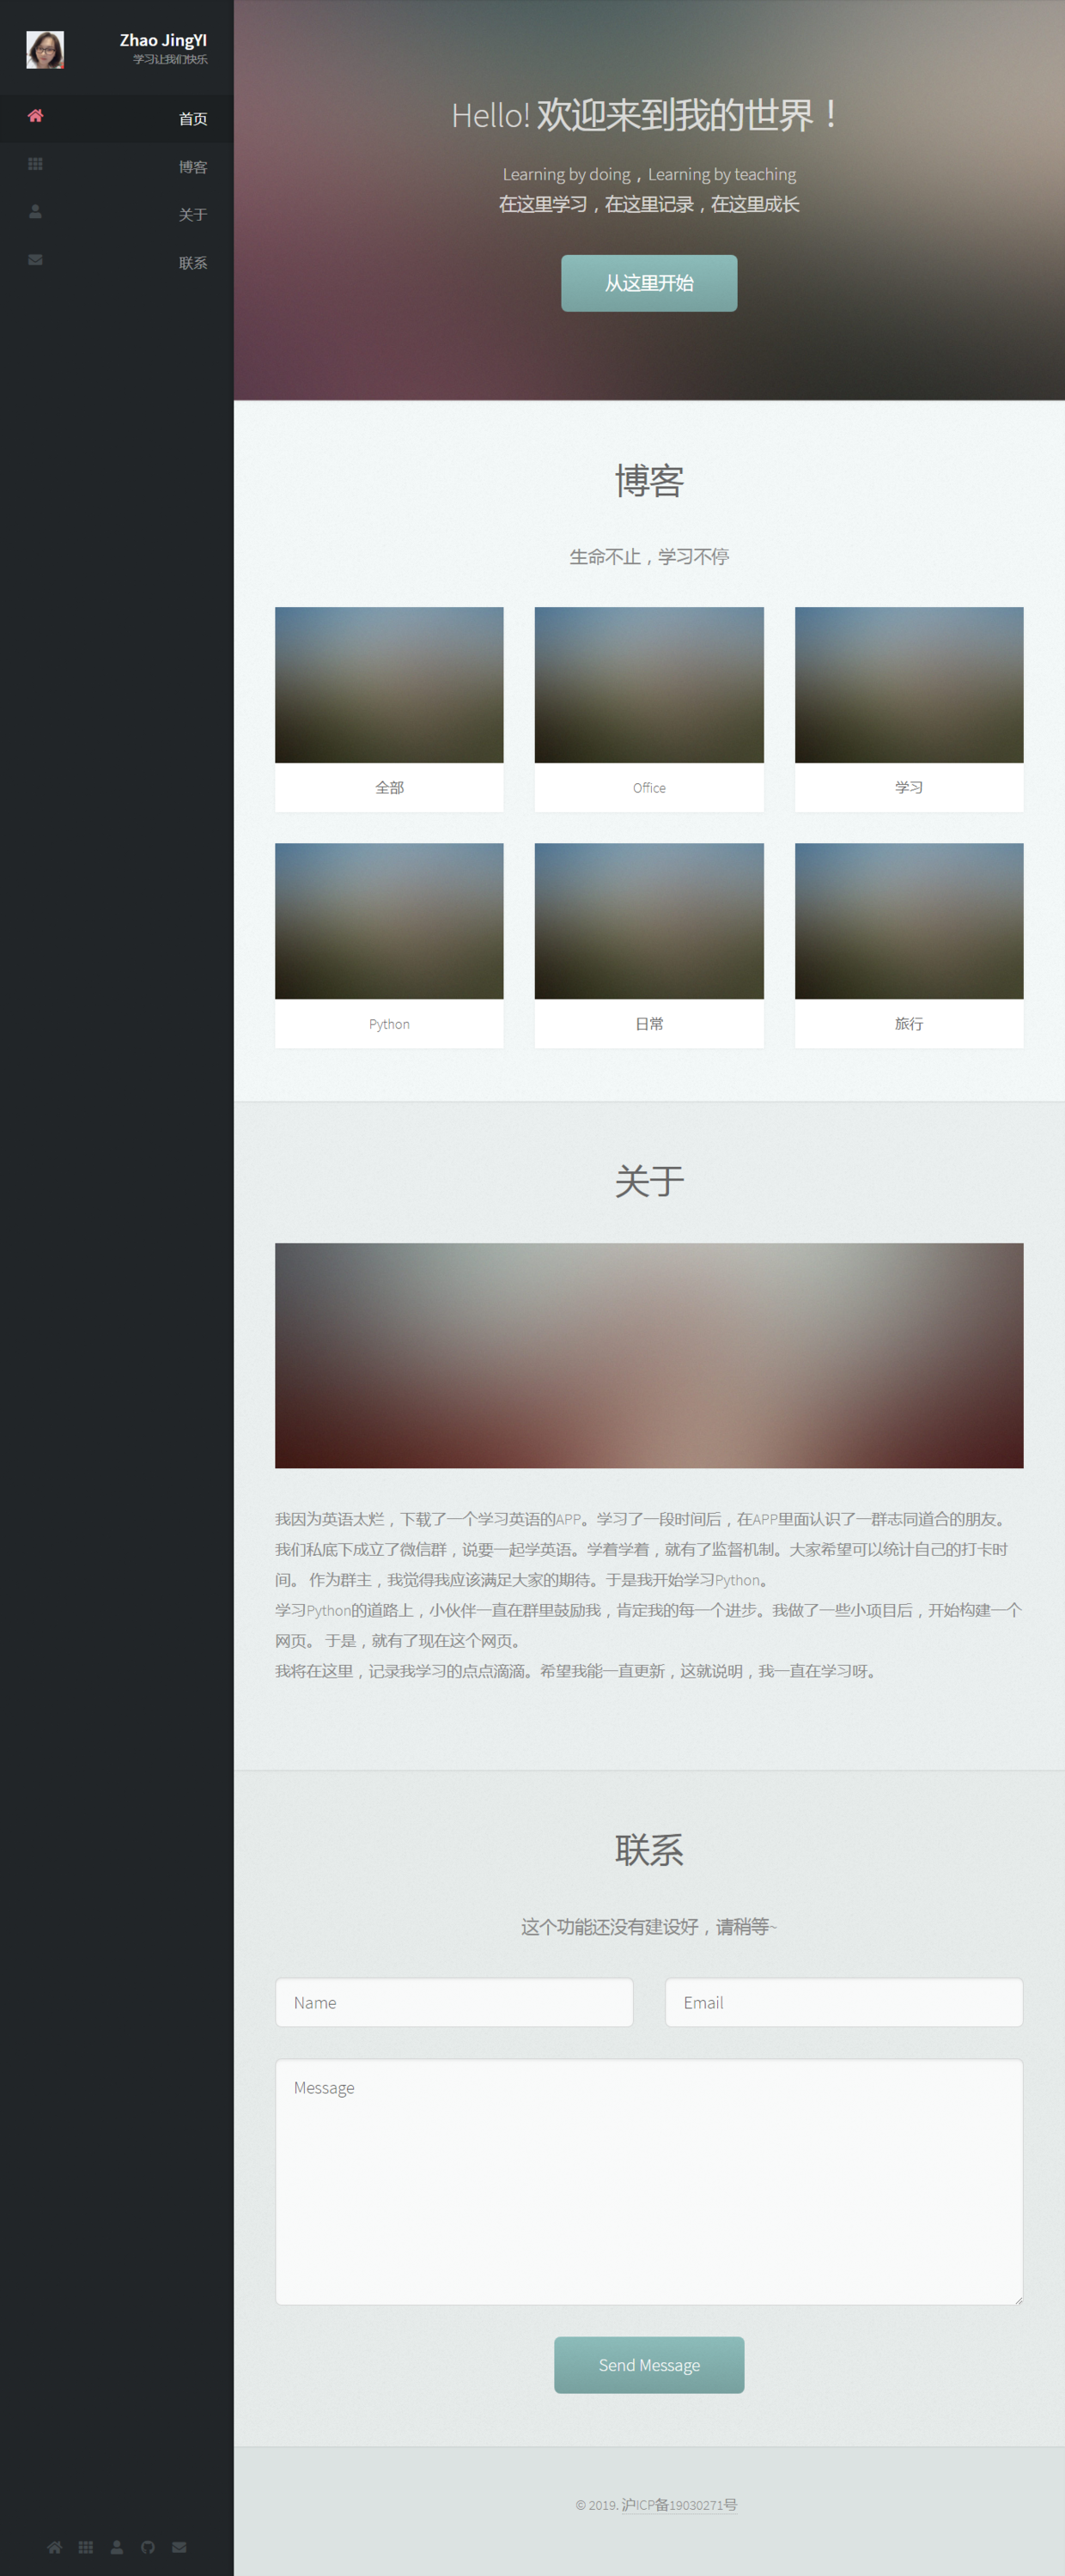 Zhao JingYI
学习让我们快乐
首页
博客
关于
联系
Hello! 欢迎来到我的世界！
Learning by doing，Learning by teaching
在这里学习，在这里记录，在这里成长
从这里开始
博客
生命不止，学习不停
全部
Office
学习
Python
日常
旅行
关于
我因为英语太烂，下载了一个学习英语的APP。学习了一段时间后，在APP里面认识了一群志同道合的朋友。
我们私底下成立了微信群，说要一起学英语。学着学着，就有了监督机制。大家希望可以统计自己的打卡时
间。 作为群主，我觉得我应该满足大家的期待。于是我开始学习Python。
学习Python的道路上，小伙伴一直在群里鼓励我，肯定我的每一个进步。我做了一些小项目后，开始构建一个
网页。 于是，就有了现在这个网页。
我将在这里，记录我学习的点点滴滴。希望我能一直更新，这就说明，我一直在学习呀。
联系
这个功能还没有建设好，请稍等~
Name
Email
Message
Send Message
© 2019. 沪ICP备19030271号